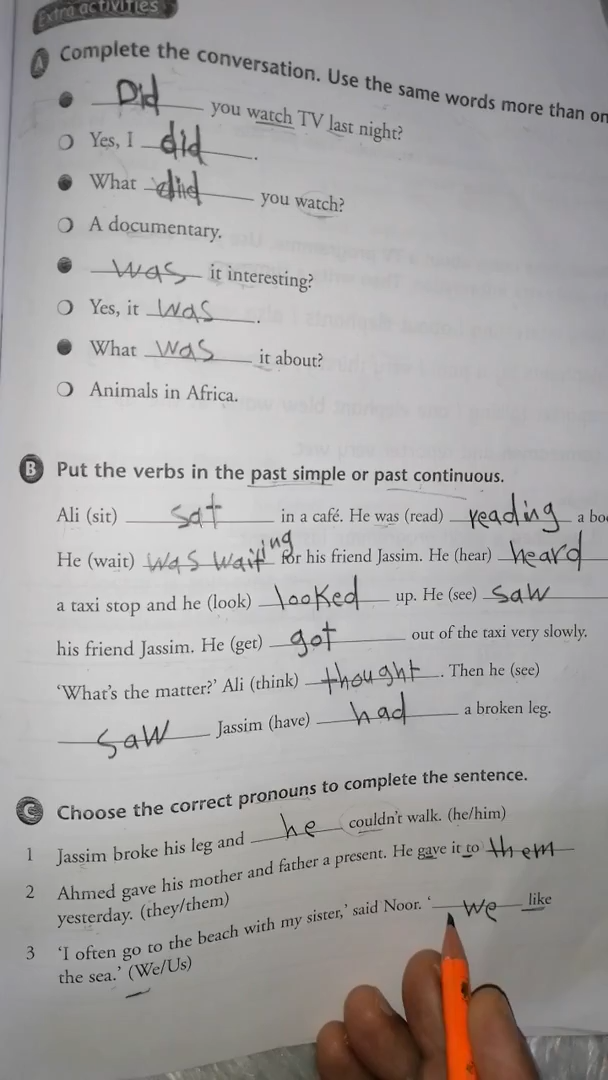 Extra activities
A Complete the conversation. Use the same words more than
Did you watch TV last night?
Yes, I did.
What did you watch?
A documentary.
was it interesting?
Yes, it was.
What was it about?
Animals in Africa.
B Put the verbs in the past simple or past continuous.
Ali (sit) sat in a café. He was (read) reading a
He (wait) was waiting for his friend Jassim. He (hear) heard
a taxi stop and he (look) looked up. He (see) saw
his friend Jassim. He (get) got out of the taxi very slowly.
'What's the matter?' Ali (think) thought. Then he (see)
saw Jassim (have) had a broken leg.
C Choose the correct pronouns to complete the sentence.
1 Jassim broke his leg and he couldn't walk. (he/him)
2 Ahmed gave his mother and father a present. He gave it to them
yesterday. (they/them)
3 'I often go to the beach with my sister,' said Noor. 'we like
the sea.' (We/Us)